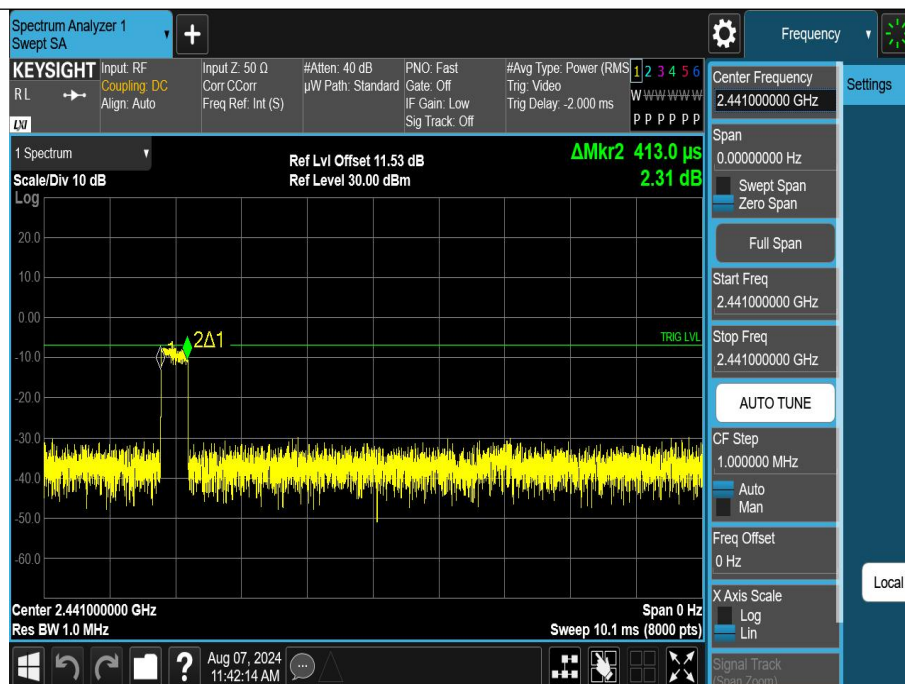 Spectrum Analyzer 1
Swept SA
+
Frequency
KEYSIGHT
RL
LXI
Input: RF
Coupling: DC
Align: Auto
Input Z: 50 Ω
Corr CCorr
Freq Ref: Int (S)
#Atten: 40 dB
µW Path: Standard
PNO: Fast
Gate: Off
IF Gain: Low
Sig Track: Off
#Avg Type: Power (RMS
Trig: Video
Trig Delay: -2.000 ms
1 2 3 4 5 6
W W W W W W
P P P P P P
1 Spectrum
Scale/Div 10 dB
Log
Ref Lvl Offset 11.53 dB
Ref Level 30.00 dBm
ΔMkr2 413.0 µs
2.31 dB
20.0
10.0
0.00
-10.0
-20.0
-30.0
-40.0
-50.0
-60.0
1
2Δ1
TRIG LVL
Center 2.441000000 GHz
Res BW 1.0 MHz
Span 0 Hz
Sweep 10.1 ms (8000 pts)
Aug 07, 2024
11:42:14 AM
?
Center Frequency
2.441000000 GHz
Span
0.00000000 Hz
Swept Span
Zero Span
Full Span
Start Freq
2.441000000 GHz
Stop Freq
2.441000000 GHz
AUTO TUNE
CF Step
1.000000 MHz
Auto
Man
Freq Offset
0 Hz
X Axis Scale
Log
Lin
Signal Track
(Span Zoom)
Settings
Local